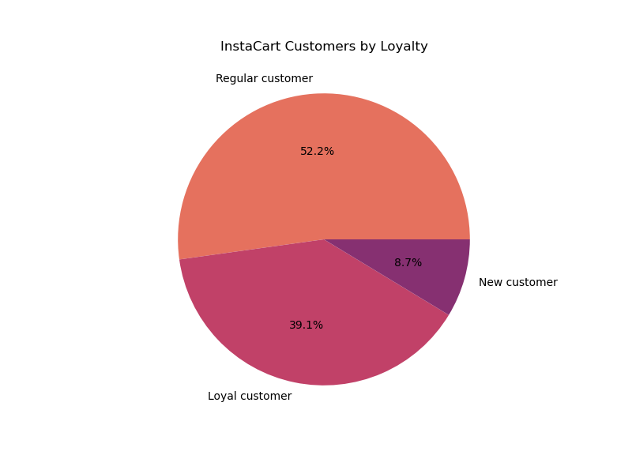 InstaCart Customers by Loyalty
Regular customer
52.2%
8.7%
New customer
39.1%
Loyal customer